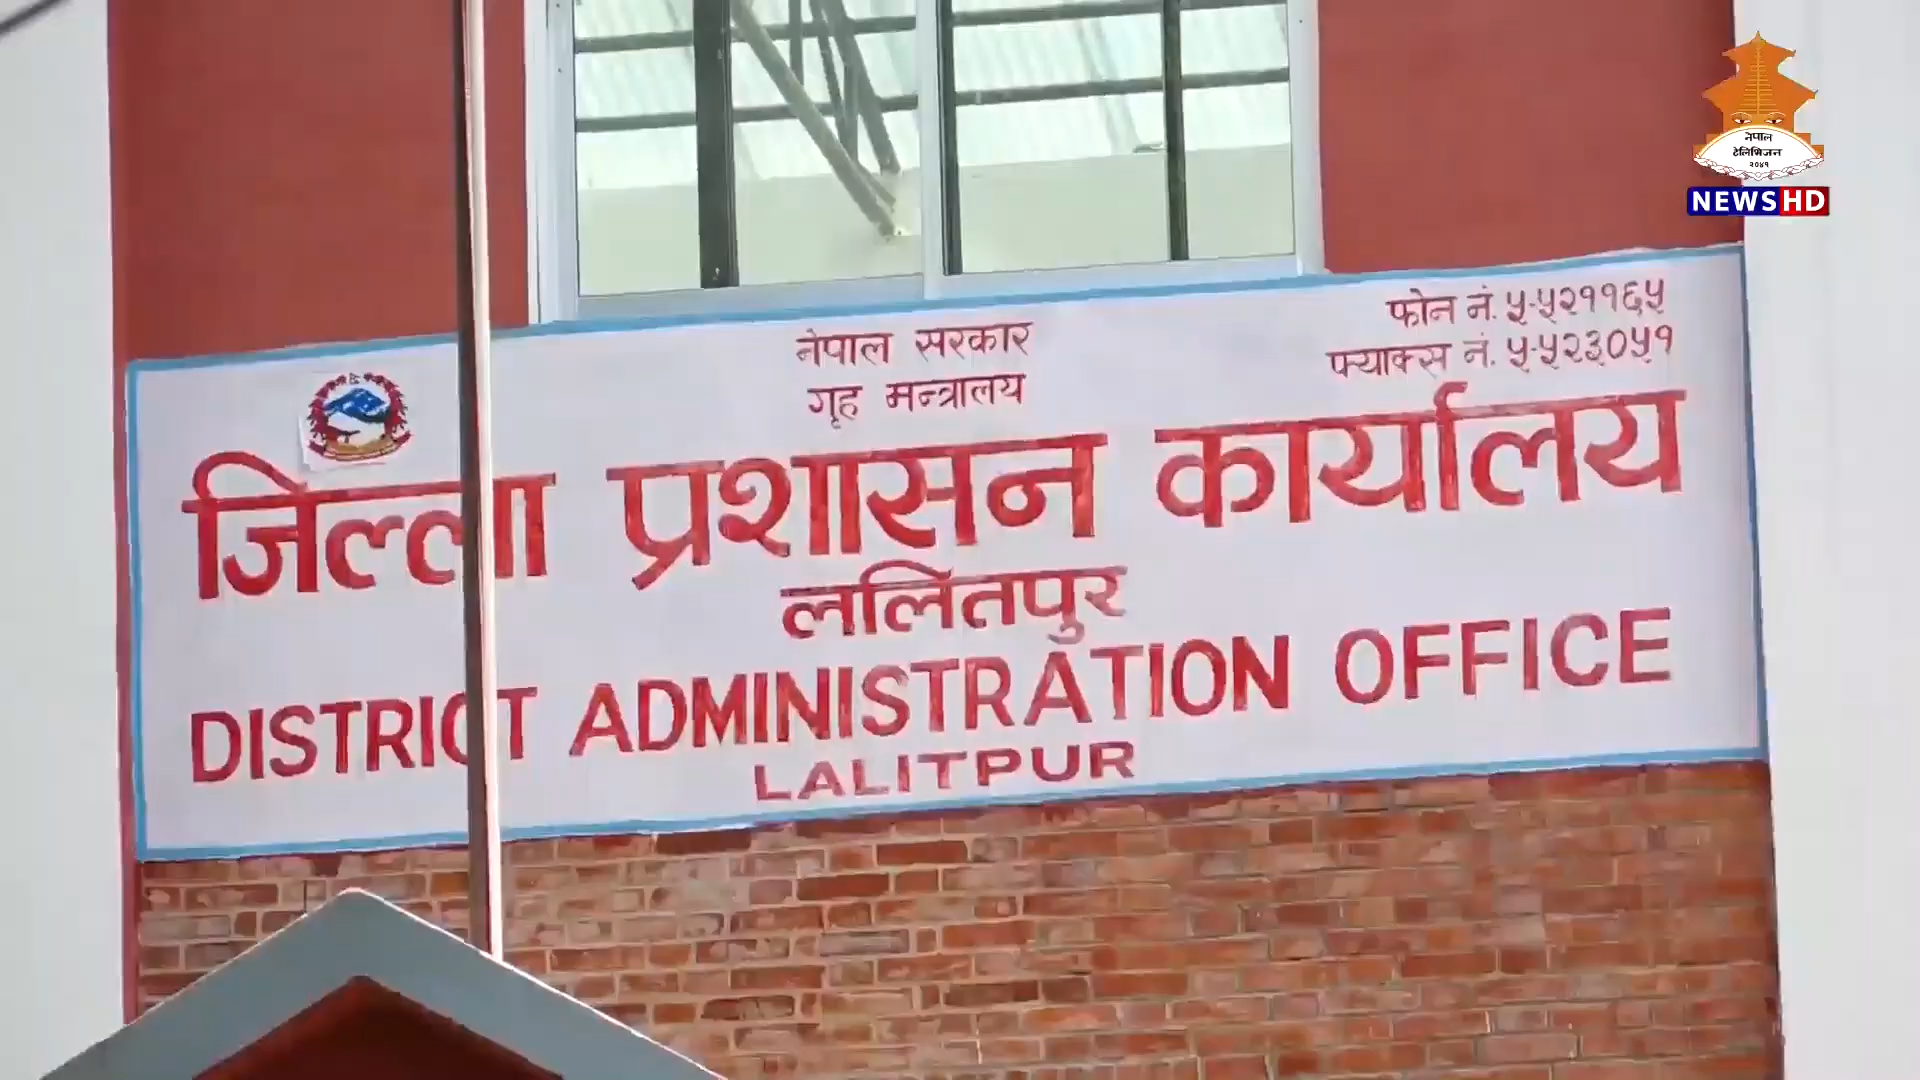 नेपाल
टेलिभिजन
२०४१
NEWS HD
फोन नं. ५-५२११६५
फ्याक्स नं. ५-५२३०५१
नेपाल सरकार
गृह मन्त्रालय
जिल्ला प्रशासन कार्यालय
ललितपुर
DISTRICT ADMINISTRATION OFFICE
LALITPUR